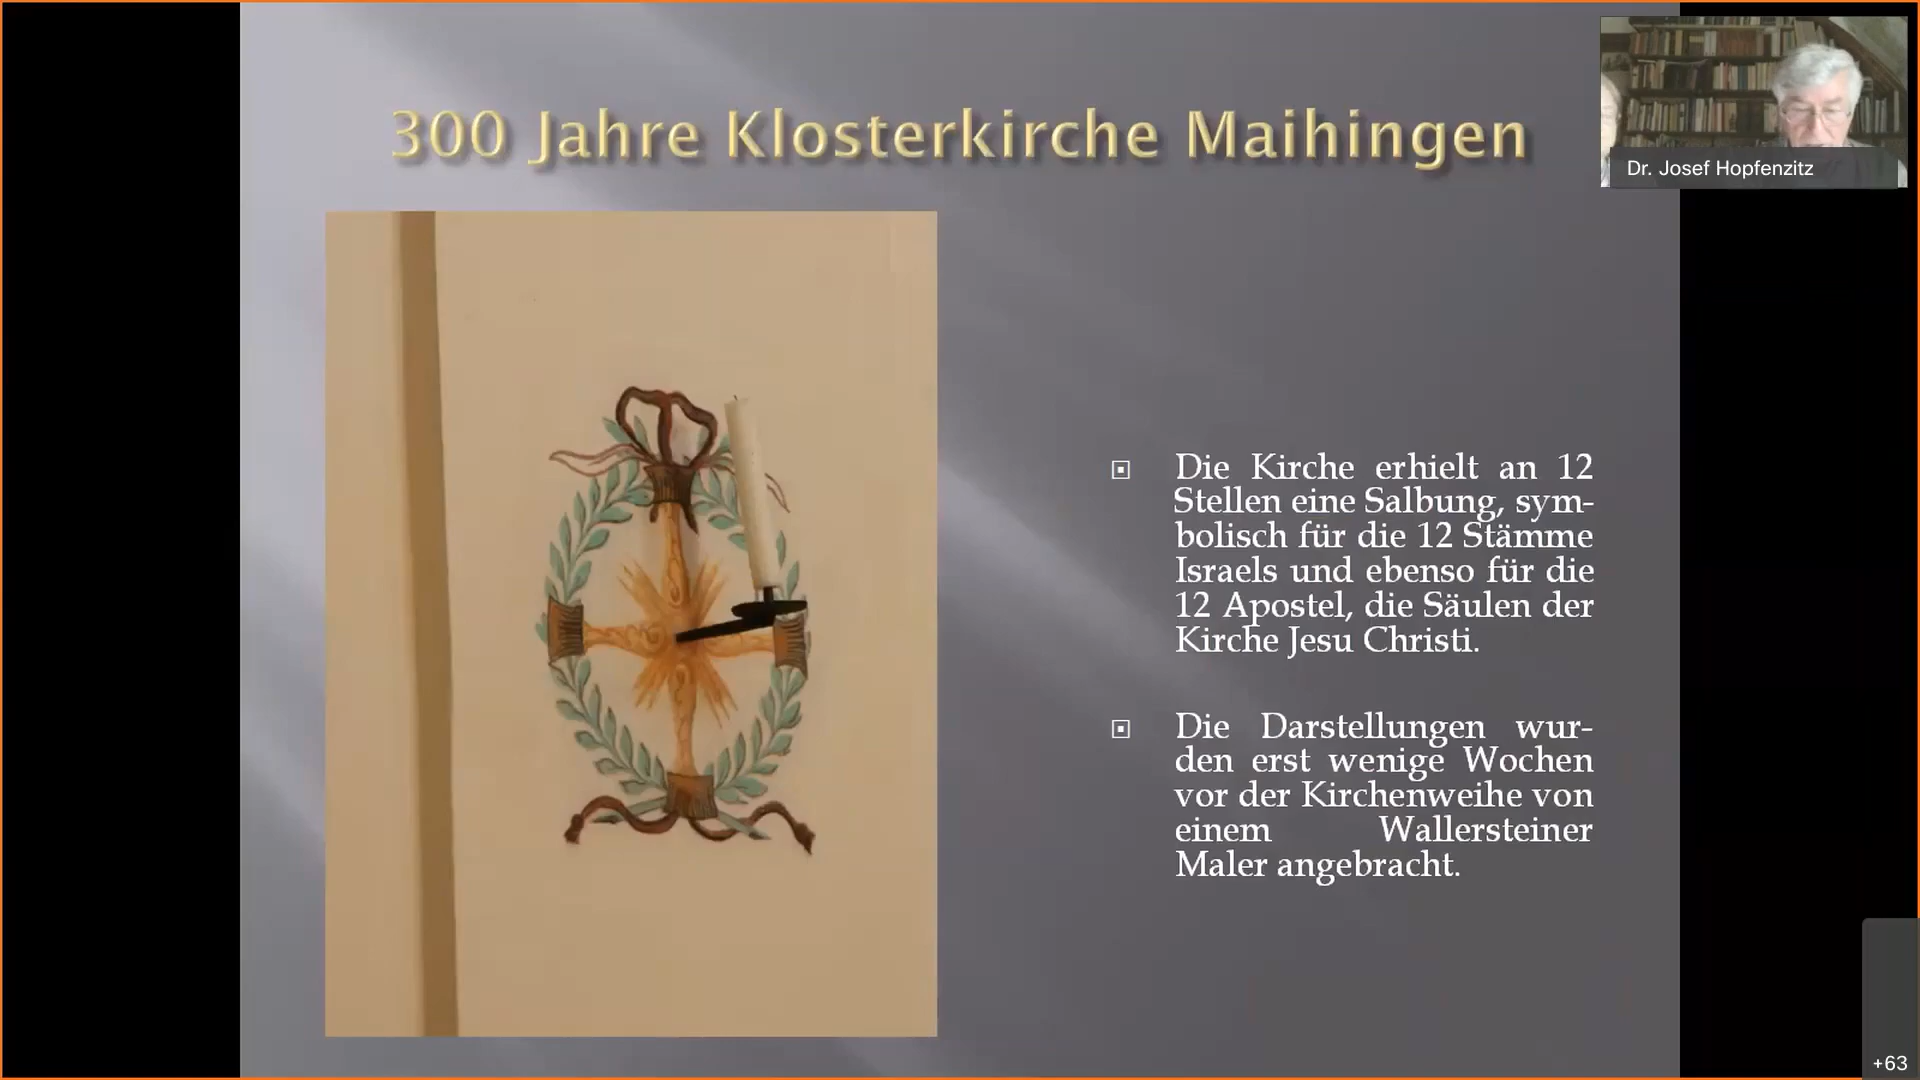 300 Jahre Klosterkirche Maihingen
Dr. Josef Hopfenzitz
Die Kirche erhielt an 12
Stellen eine Salbung, sym-
bolisch für die 12 Stämme
Israels und ebenso für die
12 Apostel, die Säulen der
Kirche Jesu Christi.
Die Darstellungen wur-
den erst wenige Wochen
vor der Kirchenweihe von
einem Wallersteiner
Maler angebracht.
+63